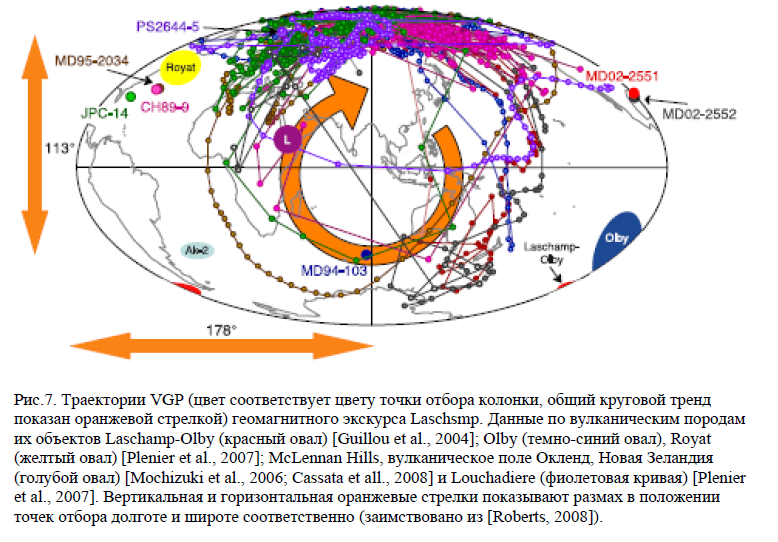 PS2644-5
MD95-2034
Royat
MD02-2551
JPC-14
CH89-9
MD02-2552
L
113°
Ak-2
Laschamp-
Olby
Olby
MD94-103
178°
Рис.7. Траектории VGP (цвет соответствует цвету точки отбора колонки, общий круговой тренд
показан оранжевой стрелкой) геомагнитного экскурса Laschsmp. Данные по вулканическим породам
их объектов Laschamp-Olby (красный овал) [Guillou et al., 2004]; Olby (темно-синий овал), Royat
(желтый овал) [Plenier et al., 2007]; McLennan Hills, вулканическое поле Окленд, Новая Зеландия
(голубой овал) [Mochizuki et al., 2006; Cassata et all., 2008] и Louchadiere (фиолетовая кривая) [Plenier
et al., 2007]. Вертикальная и горизонтальная оранжевые стрелки показывают размах в положении
точек отбора долготе и широте соответственно (заимствовано из [Roberts, 2008]).